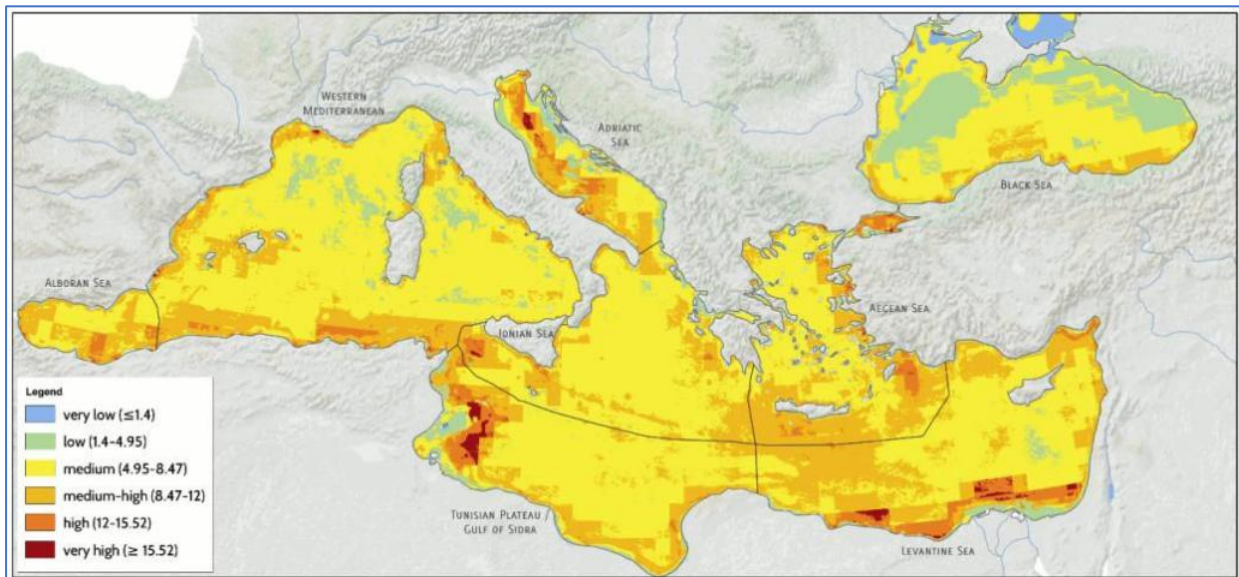 WESTERN
MEDITERRANEAN
ADRIATIC
SEA
BLACK SEA
ALBORAN SEA
IONIAN SEA
AEGEAN SEA
TUNISIAN PLATEAU /
GULF OF SIDRA
LEVANTINE SEA
Legend
very low (≤1.4)
low (1.4–4.95)
medium (4.95-8.47)
medium-high (8.47-12)
high (12-15.52)
very high (≥ 15.52)